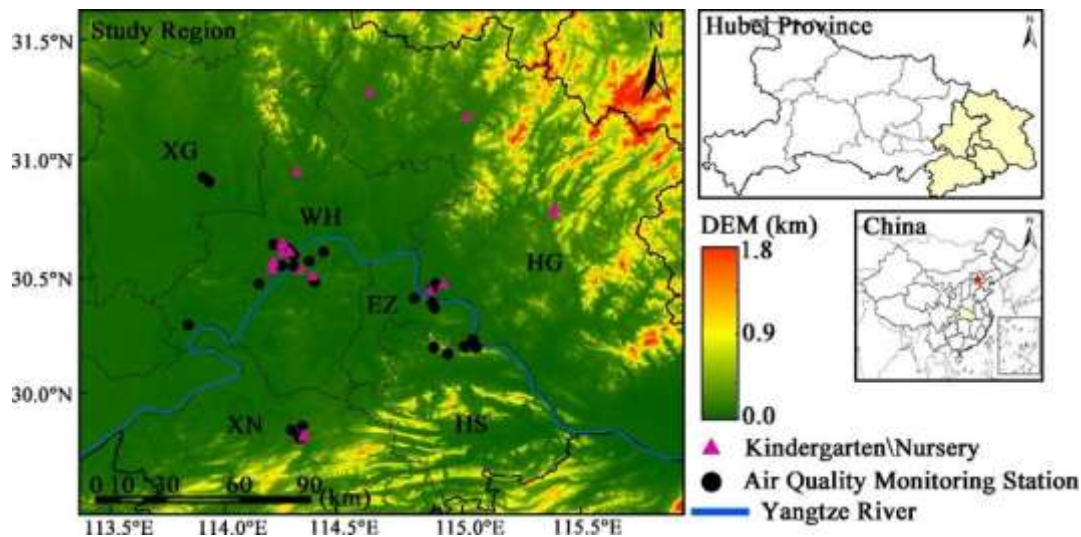 31.5°N
31.0°N
30.5°N
30.0°N
Study Region
N
XG
WH
HG
EZ
XN
HS
0 10 30 60 90
(km)
113.5°E 114.0°E 114.5°E 115.0°E 115.5°E
Hubei Province
N
DEM (km)
1.8
0.9
0.0
China
N
Kindergarten\Nursery
Air Quality Monitoring Station
Yangtze River